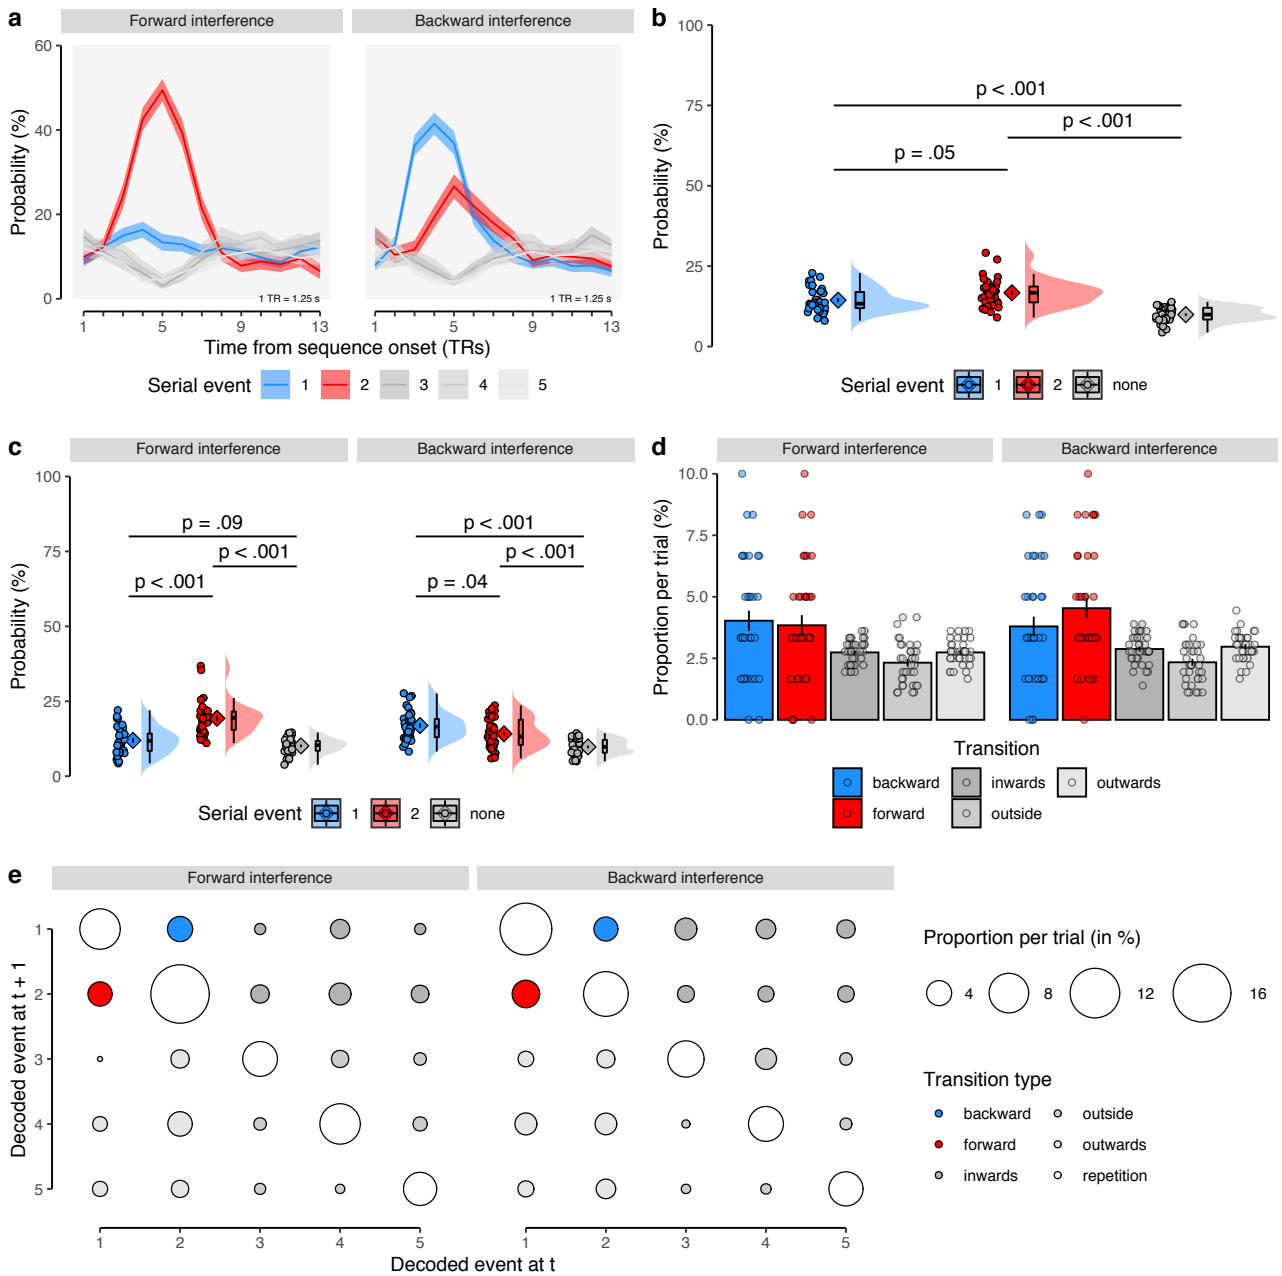 a
Forward interference
Backward interference
60
40
20
0
Probability (%)
1 TR = 1.25 s
1 TR = 1.25 s
1 5 9 13
1 5 9 13
Time from sequence onset (TRs)
Serial event 1 2 3 4 5
b
100
75
50
25
0
Probability (%)
p < .001
p < .001
p = .05
Serial event 1 2 none
c
Forward interference
Backward interference
100
75
50
25
0
Probability (%)
p = .09
p < .001
p < .001
p < .001
p < .001
p = .04
Serial event 1 2 none
d
Forward interference
Backward interference
10.0
7.5
5.0
2.5
0.0
Proportion per trial (%)
Transition
backward inwards outwards
forward outside
e
Forward interference
Backward interference
1
2
3
4
5
Decoded event at t + 1
1 2 3 4 5
1 2 3 4 5
Decoded event at t
Proportion per trial (in %)
4 8 12 16
Transition type
backward outside
forward outwards
inwards repetition